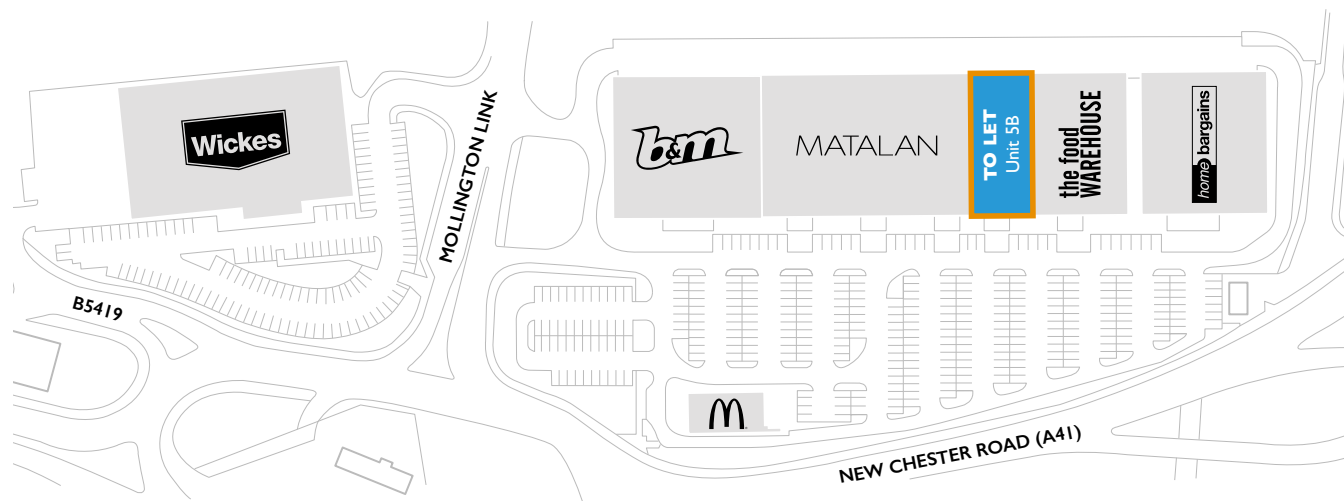 Wickes
MOLLINGTON LINK
b&m
MATALAN
TO LET
Unit 5B
the food
WAREHOUSE
home bargains
B5419
M
NEW CHESTER ROAD (A41)